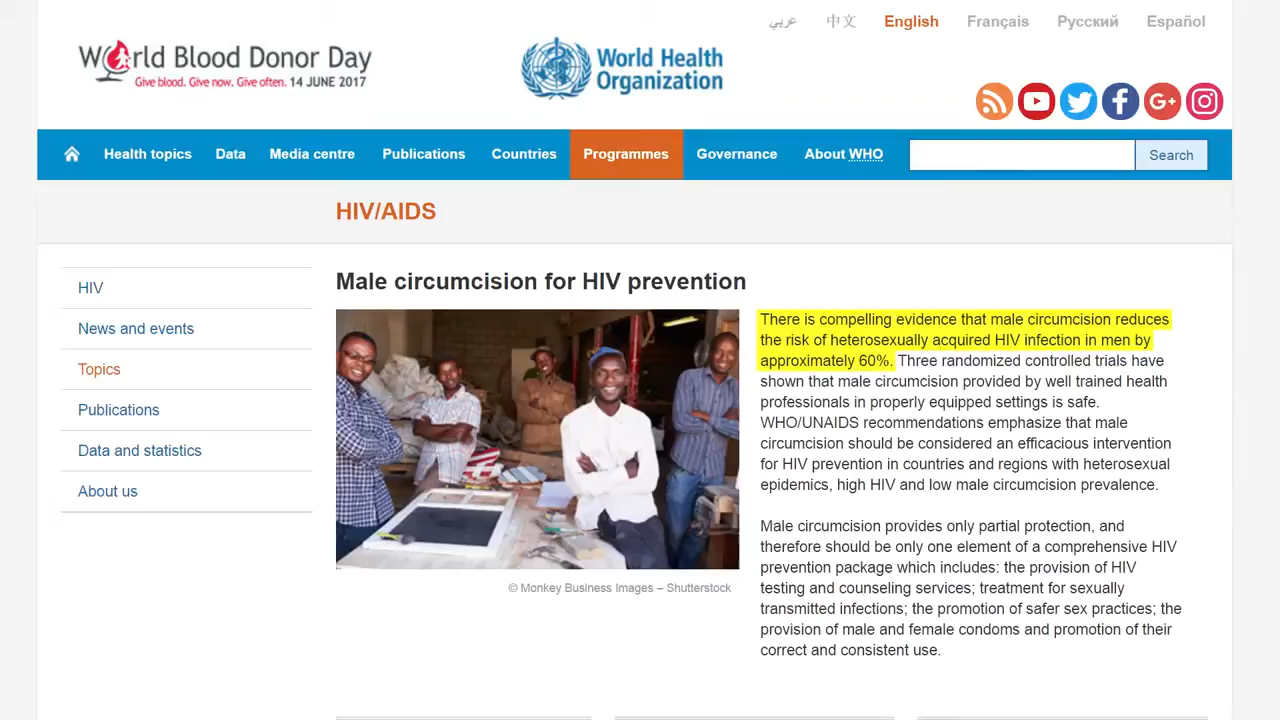 عربي 中文 English Français Русский Español
World Blood Donor Day
Give blood. Give now. Give often. 14 JUNE 2017
World Health
Organization
Health topics Data Media centre Publications Countries Programmes Governance About WHO Search
HIV/AIDS
HIV
News and events
Topics
Publications
Data and statistics
About us
Male circumcision for HIV prevention
© Monkey Business Images – Shutterstock
There is compelling evidence that male circumcision reduces
the risk of heterosexually acquired HIV infection in men by
approximately 60%. Three randomized controlled trials have
shown that male circumcision provided by well trained health
professionals in properly equipped settings is safe.
WHO/UNAIDS recommendations emphasize that male
circumcision should be considered an efficacious intervention
for HIV prevention in countries and regions with heterosexual
epidemics, high HIV and low male circumcision prevalence.
Male circumcision provides only partial protection, and
therefore should be only one element of a comprehensive HIV
prevention package which includes: the provision of HIV
testing and counseling services; treatment for sexually
transmitted infections; the promotion of safer sex practices; the
provision of male and female condoms and promotion of their
correct and consistent use.